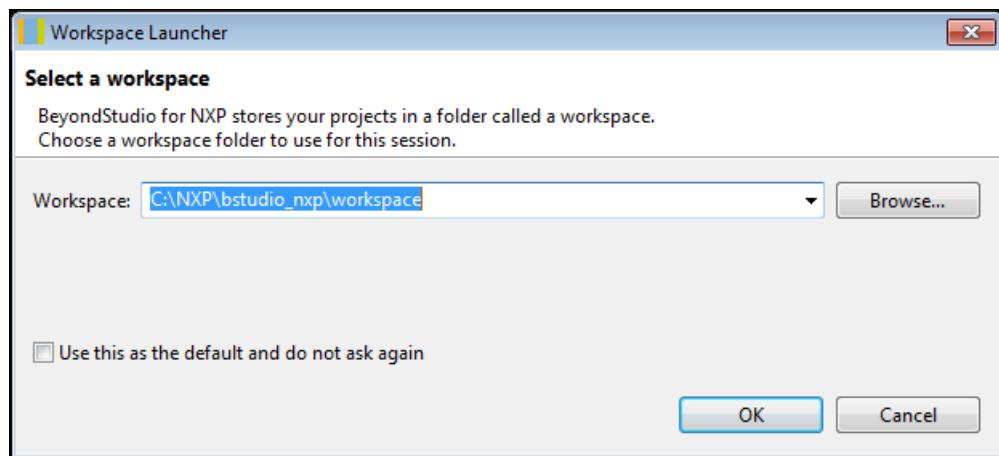 Workspace Launcher
Select a workspace
BeyondStudio for NXP stores your projects in a folder called a workspace.
Choose a workspace folder to use for this session.
Workspace: C:\NXP\bstudio_nxp\workspace Browse...
Use this as the default and do not ask again
OK Cancel